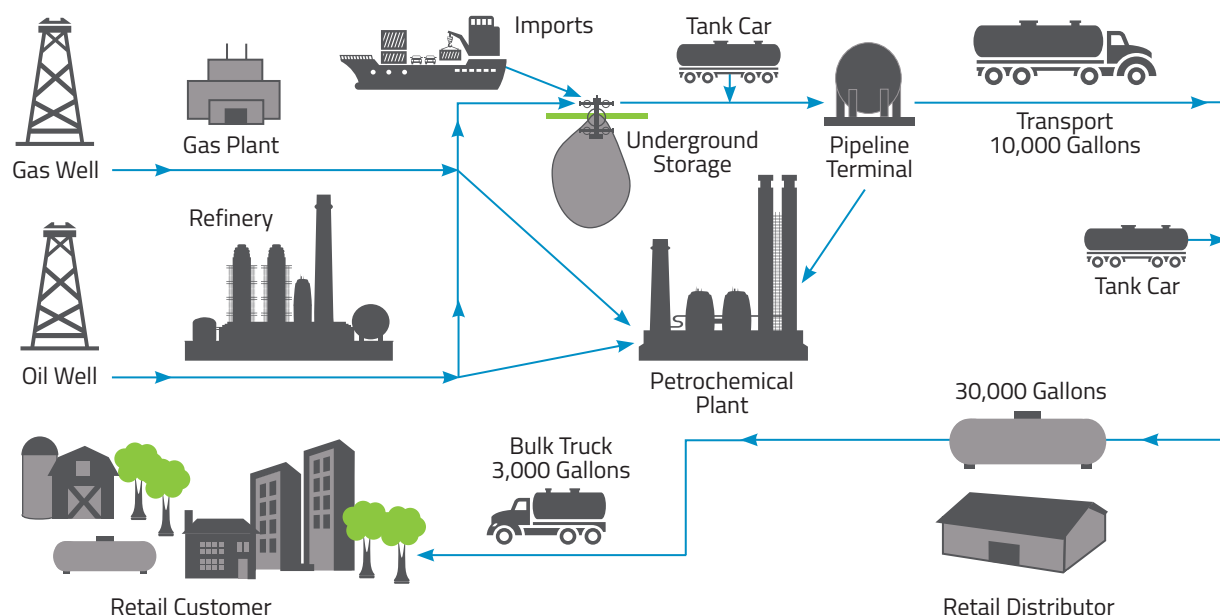 Imports
Tank Car
Gas Plant
Gas Well
Underground
Storage
Pipeline
Terminal
Transport
10,000 Gallons
Refinery
Tank Car
Oil Well
Petrochemical
Plant
30,000 Gallons
Bulk Truck
3,000 Gallons
Retail Customer
Retail Distributor